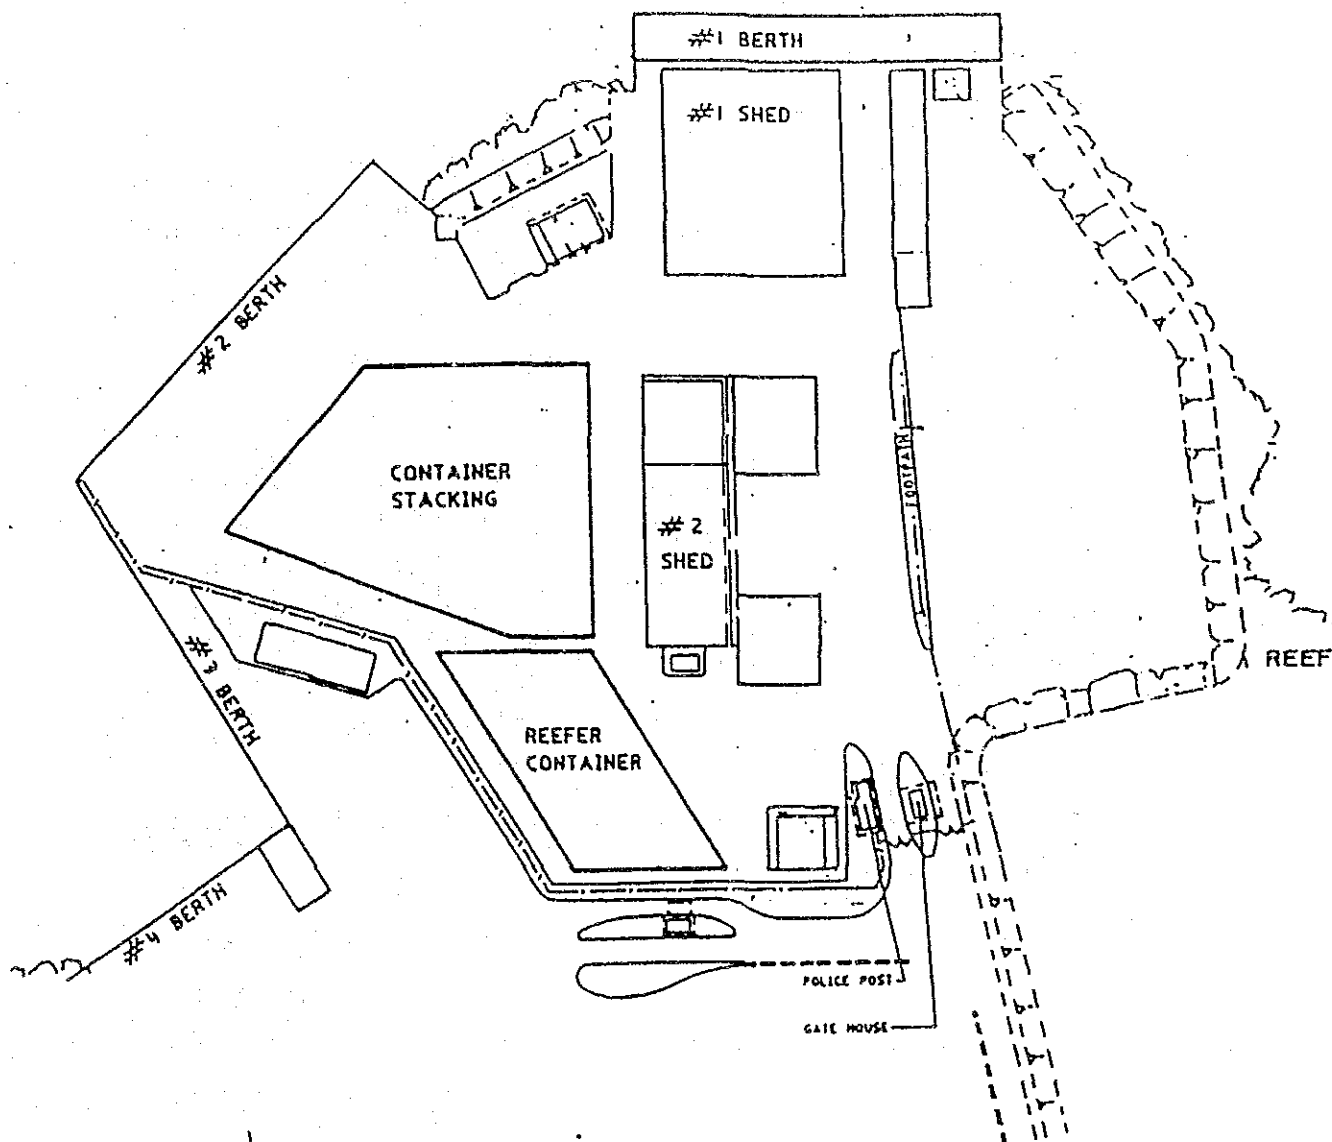 #1 BERTH
#1 SHED
#2 BERTH
CONTAINER
STACKING
FOOTPATH
#2
SHED
#3 BERTH
REEF
REEFER
CONTAINER
#4 BERTH
POLICE POST
GATE HOUSE